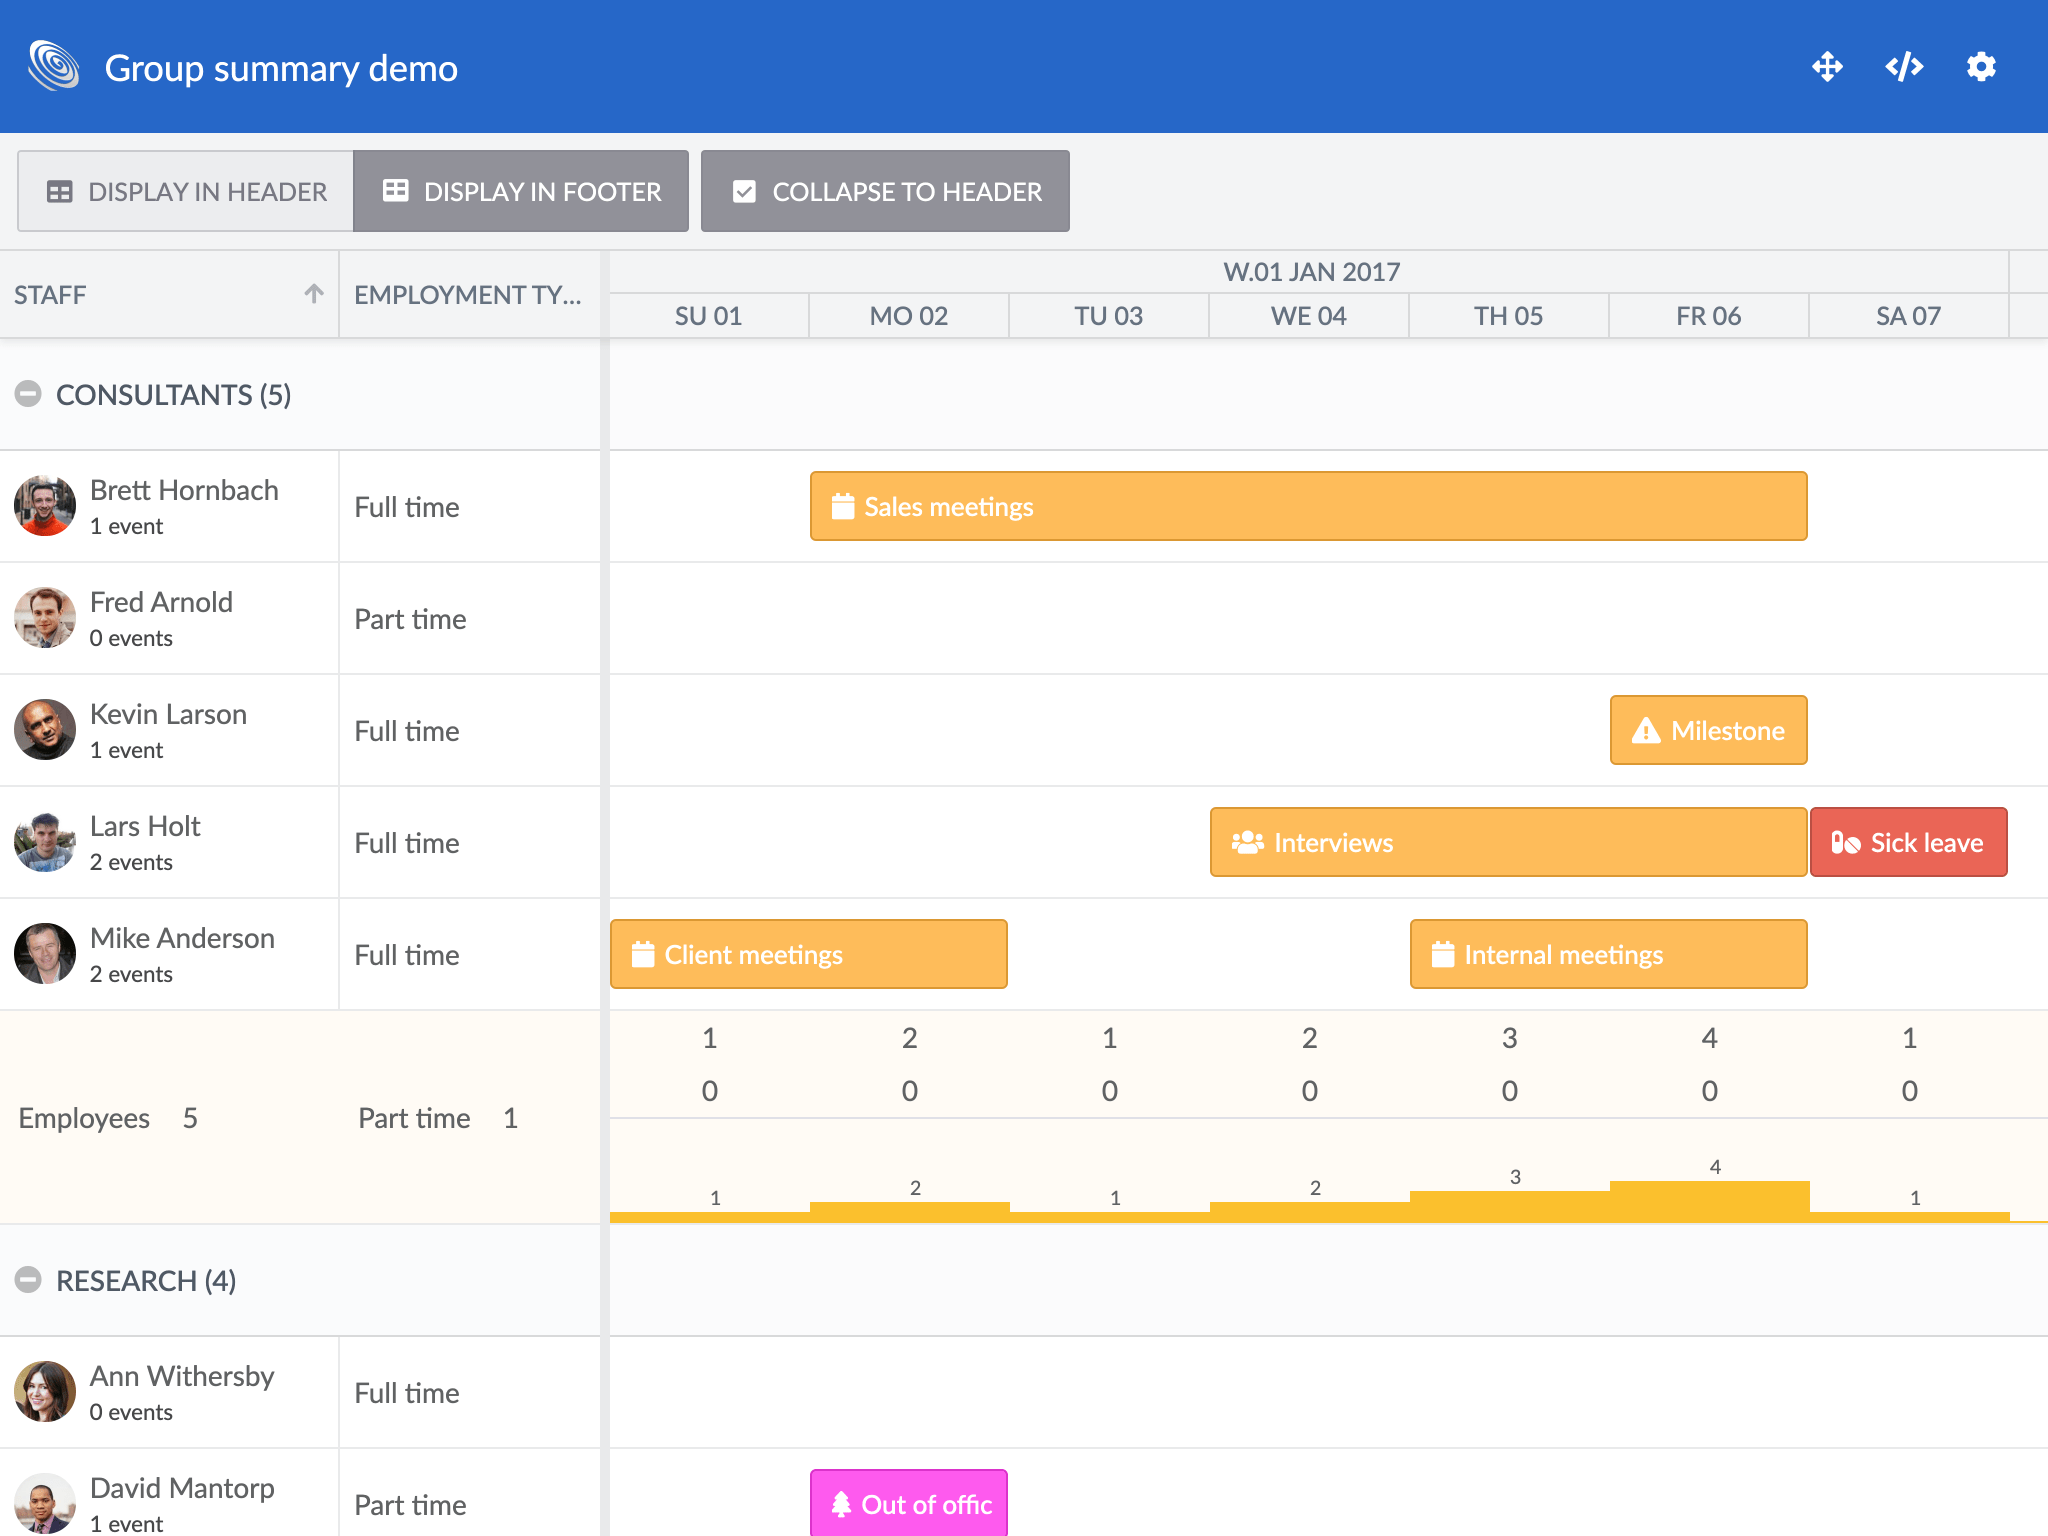 Group summary demo
DISPLAY IN HEADER DISPLAY IN FOOTER COLLAPSE TO HEADER
STAFF EMPLOYMENT TY... W.01 JAN 2017
SU 01 MO 02 TU 03 WE 04 TH 05 FR 06 SA 07
CONSULTANTS (5)
Brett Hornbach
1 event
Full time
Sales meetings
Fred Arnold
0 events
Part time
Kevin Larson
1 event
Full time
Milestone
Lars Holt
2 events
Full time
Interviews
Sick leave
Mike Anderson
2 events
Full time
Client meetings
Internal meetings
Employees 5 Part time 1
1 2 1 2 3 4 1
0 0 0 0 0 0 0
1 2 1 2 3 4 1
RESEARCH (4)
Ann Withersby
0 events
Full time
David Mantorp
1 event
Part time
Out of offic